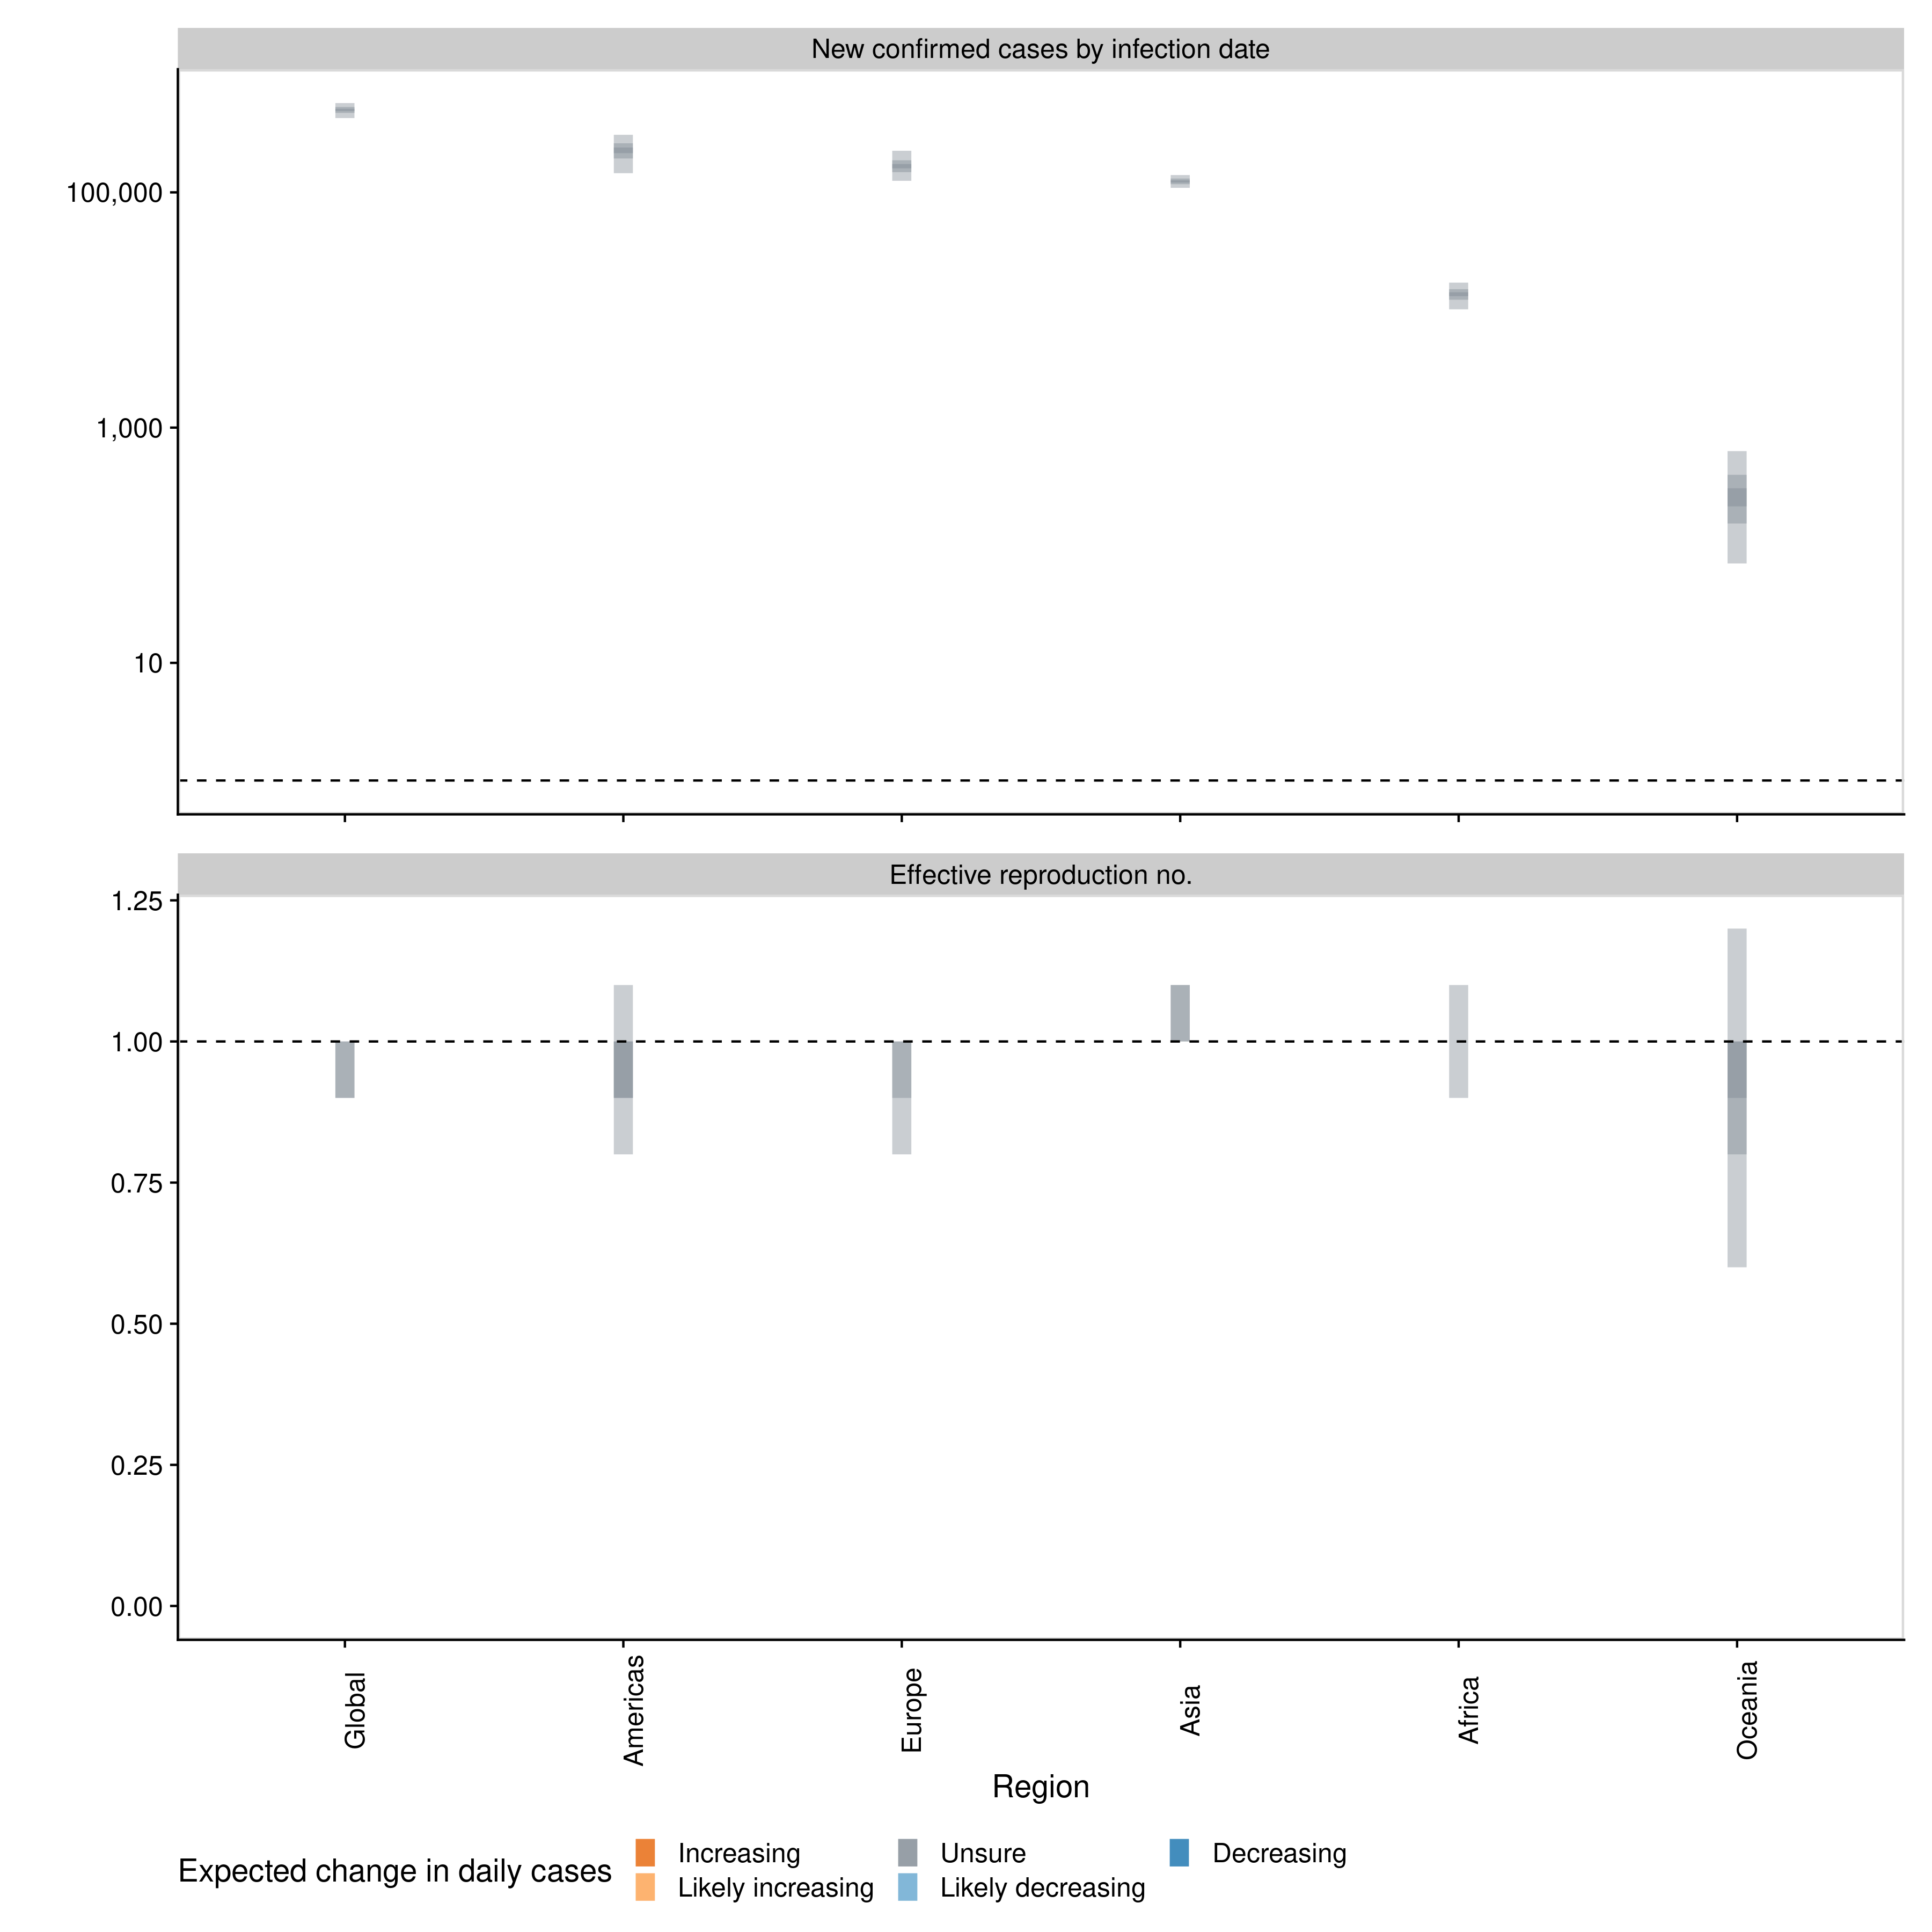 New confirmed cases by infection date
100,000
1,000
10
Effective reproduction no.
1.25
1.00
0.75
0.50
0.25
0.00
Global
Americas
Europe
Asia
Africa
Oceania
Region
Expected change in daily cases
Increasing
Unsure
Decreasing
Likely increasing
Likely decreasing